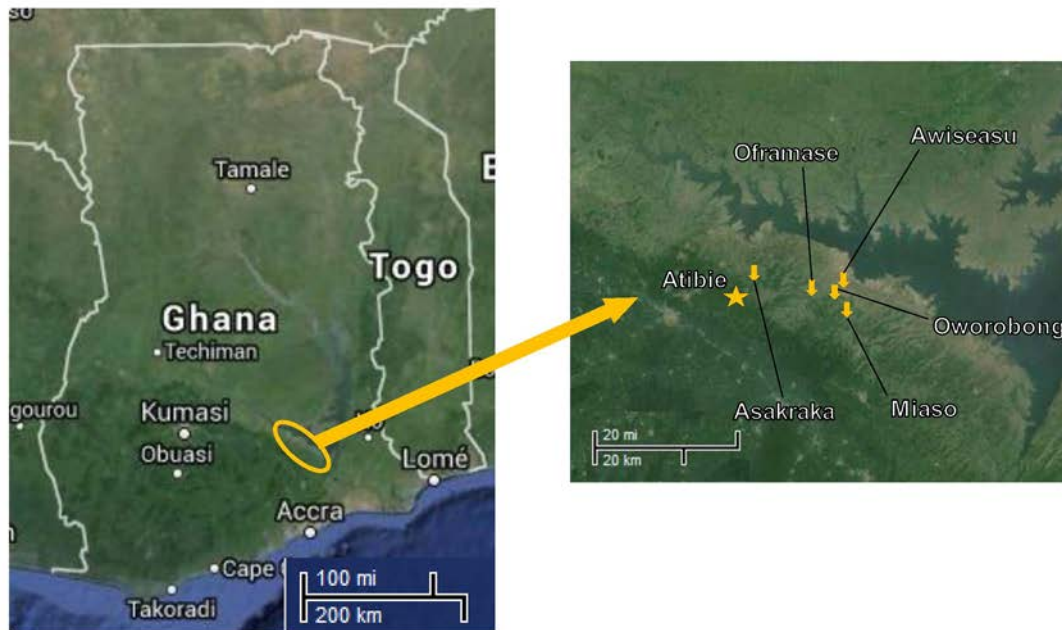 so
Tamale
Togo
Ghana
Techiman
gourou
Kumasi
Obuasi
Lomé
Accra
Cape
Takoradi
100 mi
200 km
Awiseasu
Oframase
Atibie
Oworobong
Asakraka
Miaso
20 mi
20 km